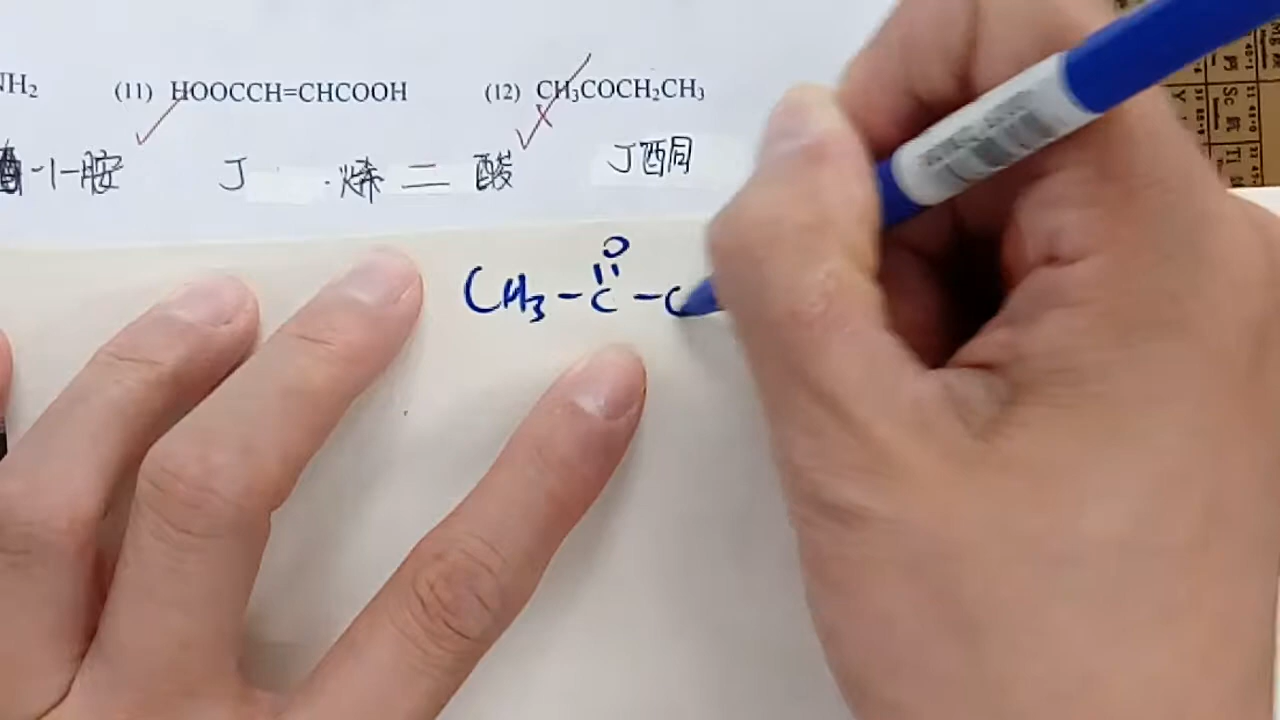 NH₂ (11) HOOCCH=CHCOOH (12) CH₃COCH₂CH₃
-1-胺 丁 烯 二 酸 丁酮
O
CH₃-C-C